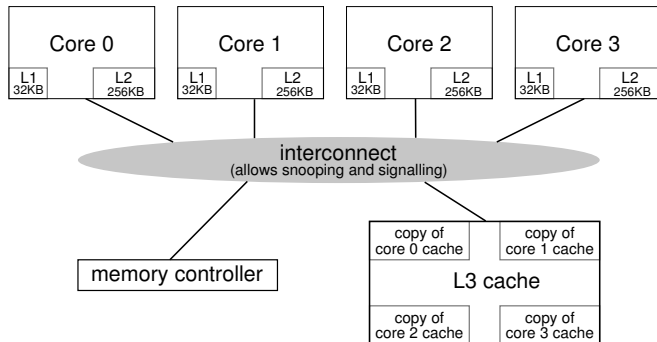 Core 0
Core 1
Core 2
Core 3
L1
32KB
L2
256KB
L1
32KB
L2
256KB
L1
32KB
L2
256KB
L1
32KB
L2
256KB
interconnect
(allows snooping and signalling)
memory controller
copy of
core 0 cache
copy of
core 1 cache
L3 cache
copy of
core 2 cache
copy of
core 3 cache